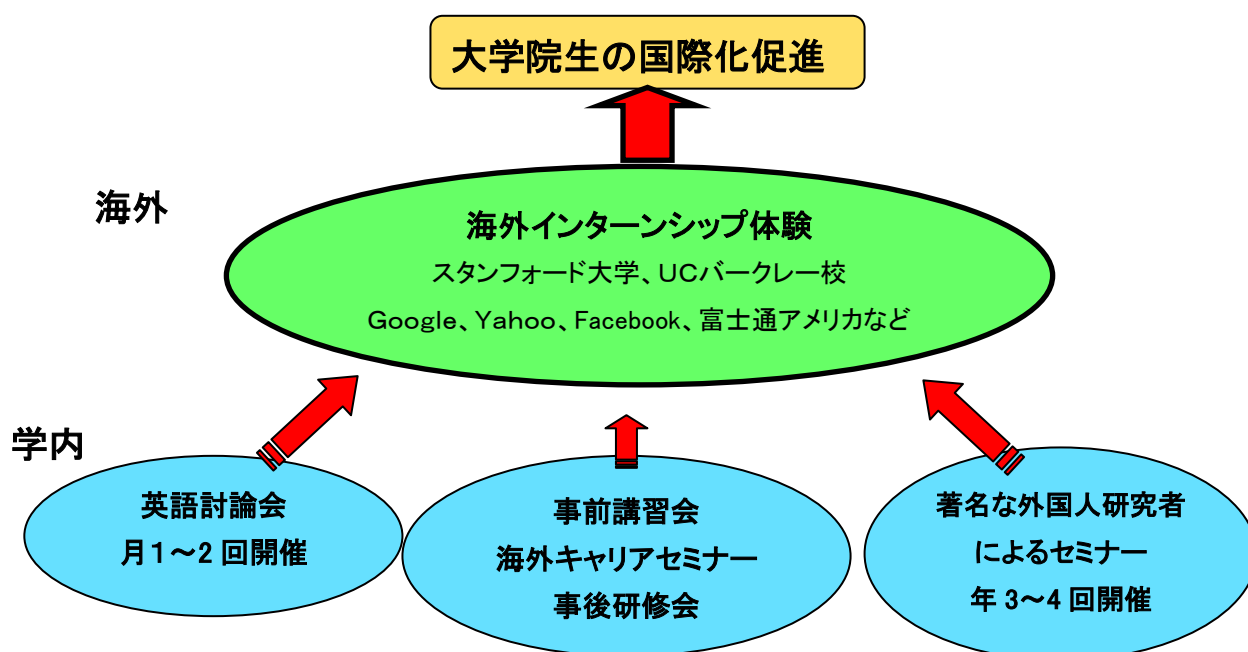 大学院生の国際化促進
海外
海外インターンシップ体験
スタンフォード大学、UCバークレー校
Google、Yahoo、Facebook、富士通アメリカなど
学内
英語討論会
月1~2回開催
事前講習会
海外キャリアセミナー
事後研修会
著名な外国人研究者
によるセミナー
年3~4回開催